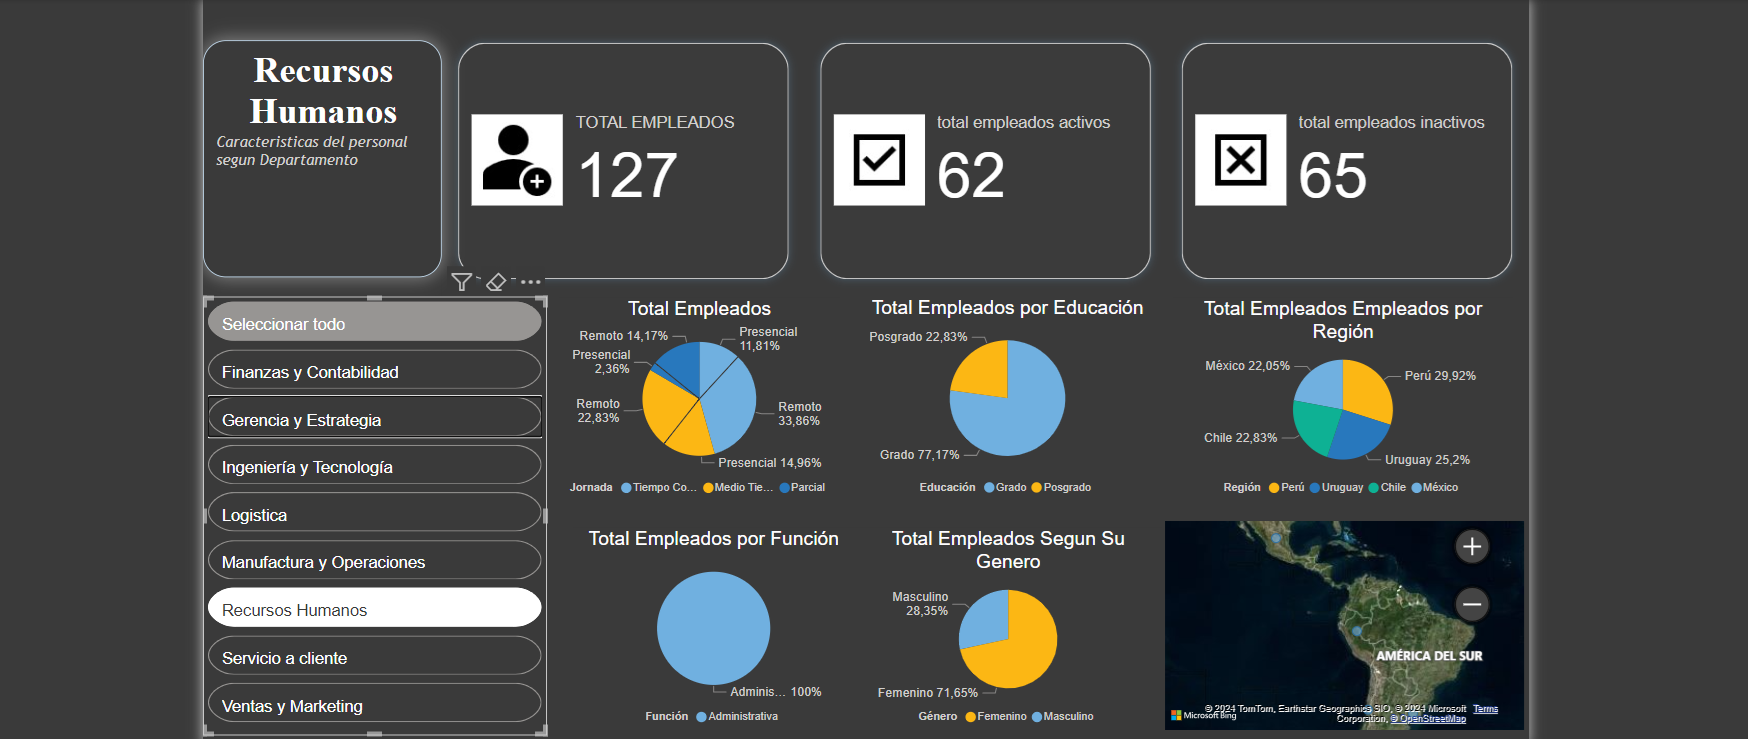 Recursos
Humanos
Caracteristicas del personal
segun Departamento
TOTAL EMPLEADOS
127
total empleados activos
62
total empleados inactivos
65
Seleccionar todo
Finanzas y Contabilidad
Gerencia y Estrategia
Ingeniería y Tecnología
Logistica
Manufactura y Operaciones
Recursos Humanos
Servicio a cliente
Ventas y Marketing
Total Empleados
Remoto 14,17%
Presencial
11,81%
Presencial
2,36%
Remoto
22,83%
Remoto
33,86%
Presencial 14,96%
Jornada Tiempo Co... Medio Tie... Parcial
Total Empleados por Educación
Posgrado 22,83%
Grado 77,17%
Educación Grado Posgrado
Total Empleados Empleados por
Región
México 22,05%
Perú 29,92%
Chile 22,83%
Uruguay 25,2%
Región Perú Uruguay Chile México
Total Empleados por Función
Adminis... 100%
Función Administrativa
Total Empleados Segun Su
Genero
Masculino
28,35%
Femenino 71,65%
Género Femenino Masculino
AMÉRICA DEL SUR
Microsoft Bing
© 2024 TomTom, Earthstar Geographics SIO, © 2024 Microsoft
Corporation, © OpenStreetMap
Terms